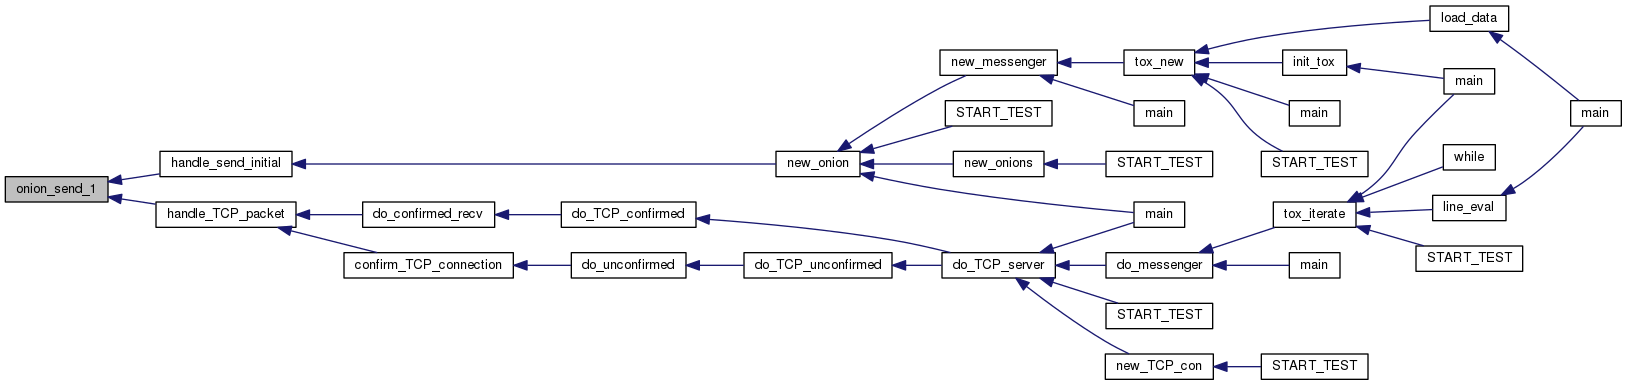 load_data
new_messenger
tox_new
init_tox
main
START_TEST
main
main
main
handle_send_initial
new_onion
new_onions
START_TEST
START_TEST
while
onion_send_1
handle_TCP_packet
do_confirmed_recv
do_TCP_confirmed
main
tox_iterate
line_eval
confirm_TCP_connection
do_unconfirmed
do_TCP_unconfirmed
do_TCP_server
do_messenger
main
START_TEST
START_TEST
new_TCP_con
START_TEST